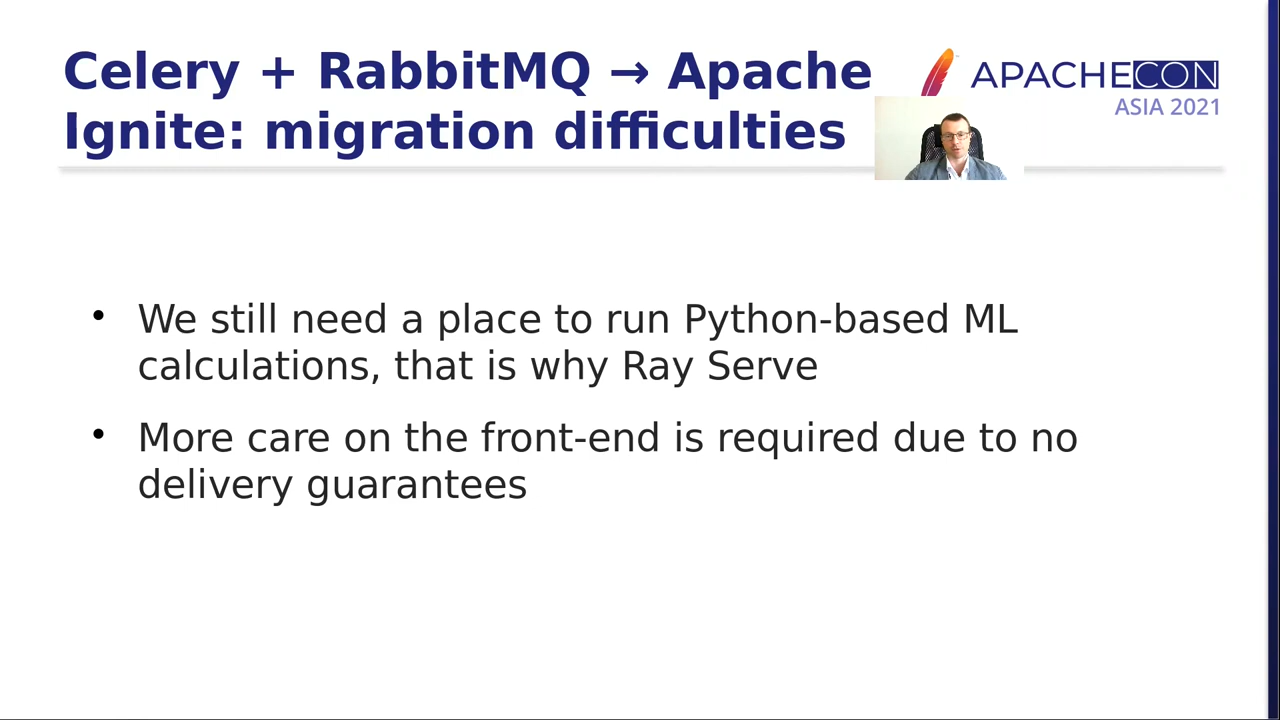 Celery + RabbitMQ → Apache
Ignite: migration difficulties
APACHECON
ASIA 2021
• We still need a place to run Python-based ML
calculations, that is why Ray Serve
• More care on the front-end is required due to no
delivery guarantees